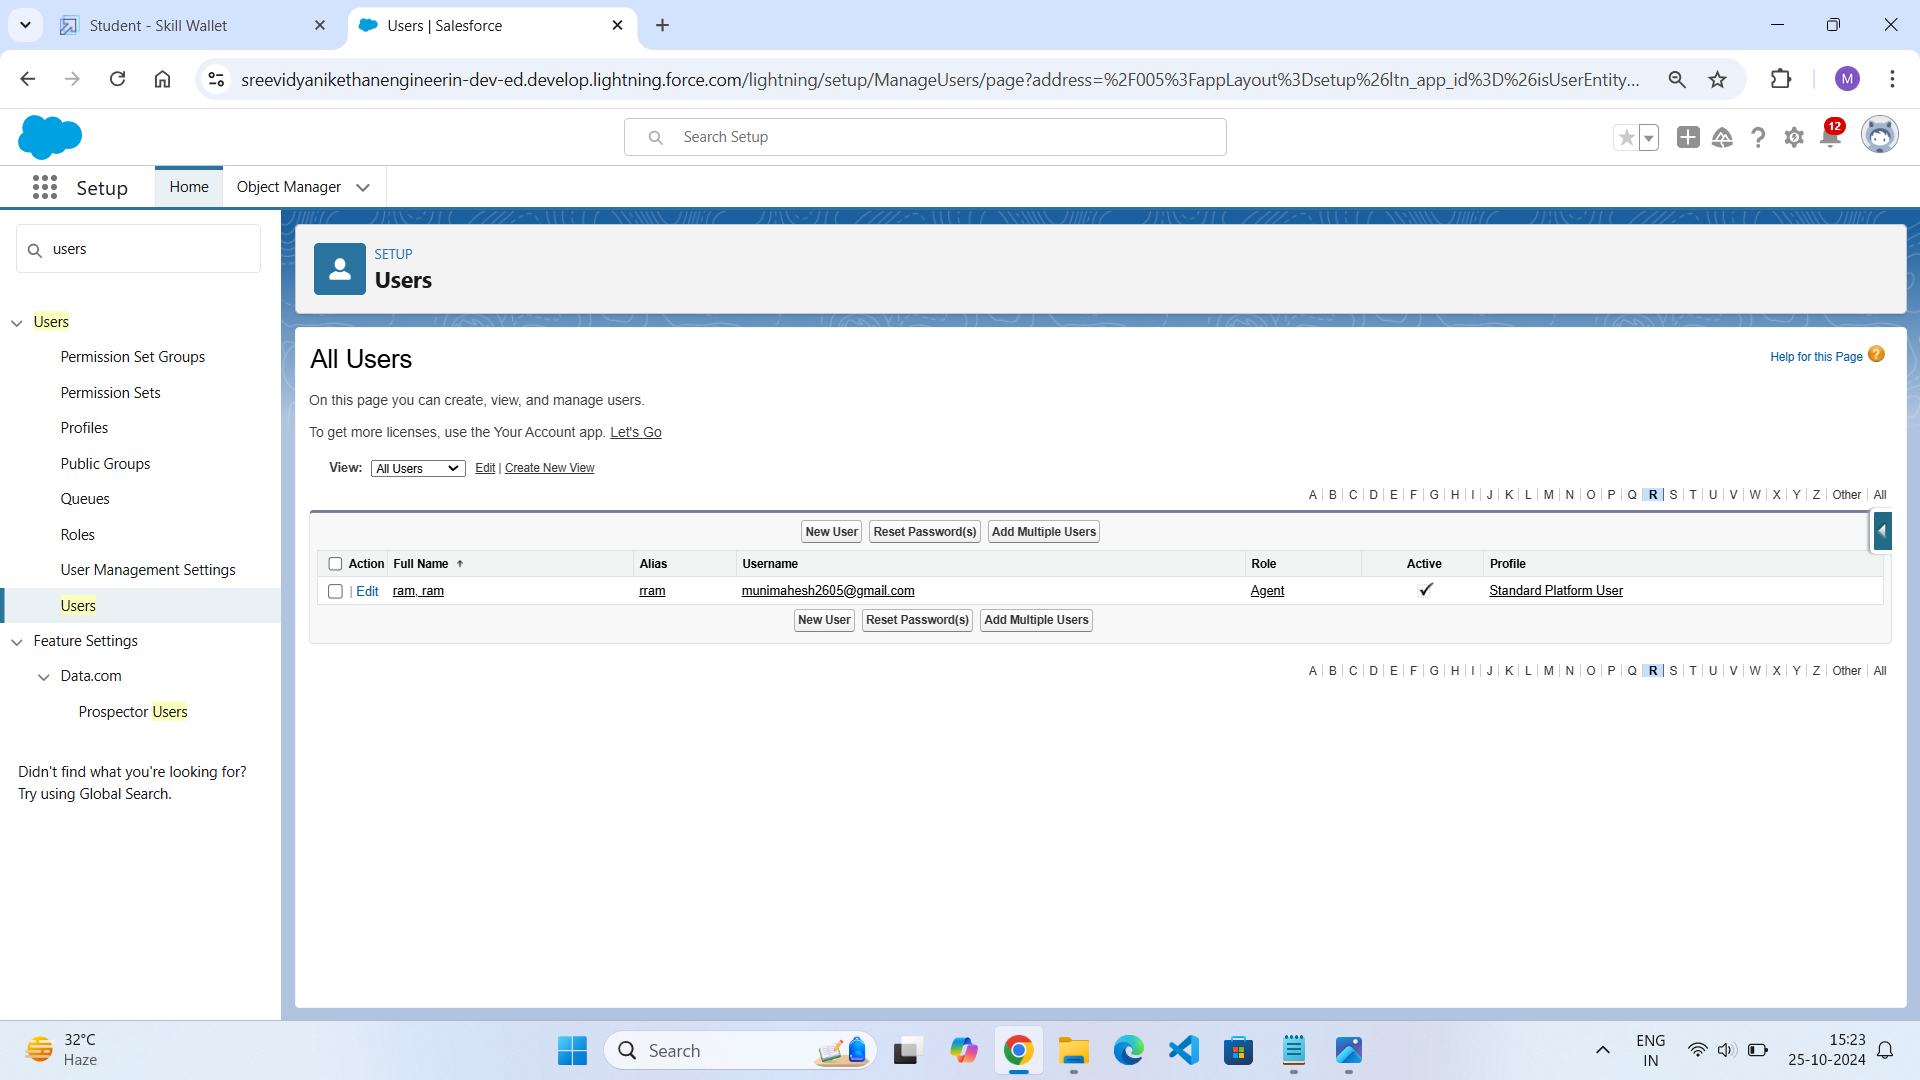 Student - Skill Wallet
Users | Salesforce
sreevidyanikethanengineerin-dev-ed.develop.lightning.force.com/lightning/setup/ManageUsers/page?address=%2F005%3FappLayout%3Dsetup%26ltn_app_id%3D%26isUserEntity...
M
Search Setup
12
Setup
Home
Object Manager
users
SETUP
Users
Users
Permission Set Groups
Permission Sets
Profiles
Public Groups
Queues
Roles
User Management Settings
Users
Feature Settings
Data.com
Prospector Users
Didn't find what you're looking for?
Try using Global Search.
All Users
Help for this Page ?
On this page you can create, view, and manage users.
To get more licenses, use the Your Account app. Let's Go
View: All Users Edit | Create New View
A | B | C | D | E | F | G | H | I | J | K | L | M | N | O | P | Q | R | S | T | U | V | W | X | Y | Z | Other | All
New User Reset Password(s) Add Multiple Users
Action Full Name ↑ Alias Username Role Active Profile
| Edit ram, ram rram munimahesh2605@gmail.com Agent ✓ Standard Platform User
New User Reset Password(s) Add Multiple Users
A | B | C | D | E | F | G | H | I | J | K | L | M | N | O | P | Q | R | S | T | U | V | W | X | Y | Z | Other | All
32°C
Haze
Search
ENG
IN
15:23
25-10-2024